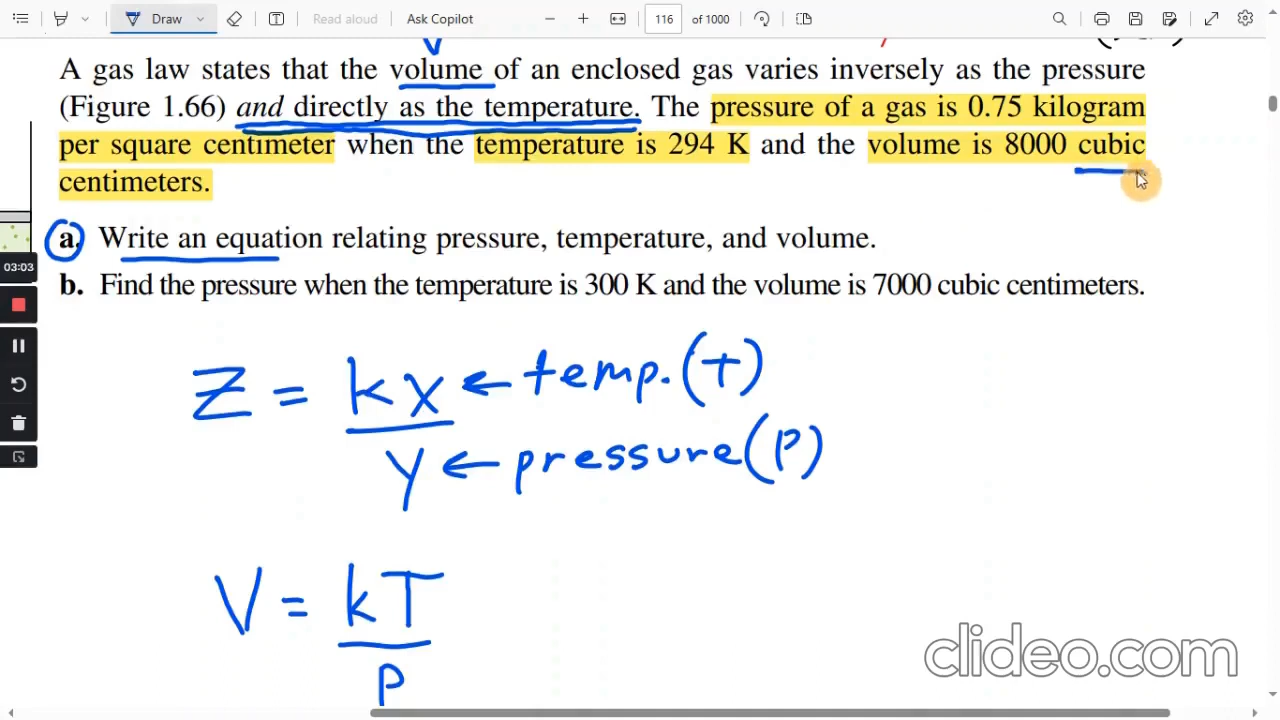 Draw
Read aloud
Ask Copilot
116 of 1000
V
A gas law states that the volume of an enclosed gas varies inversely as the pressure
(Figure 1.66) and directly as the temperature. The pressure of a gas is 0.75 kilogram
per square centimeter when the temperature is 294 K and the volume is 8000 cubic
centimeters.
a. Write an equation relating pressure, temperature, and volume.
03:03
b. Find the pressure when the temperature is 300 K and the volume is 7000 cubic centimeters.
Z = kx ← temp. (T)
y ← pressure (P)
V = kT
P
clideo.com